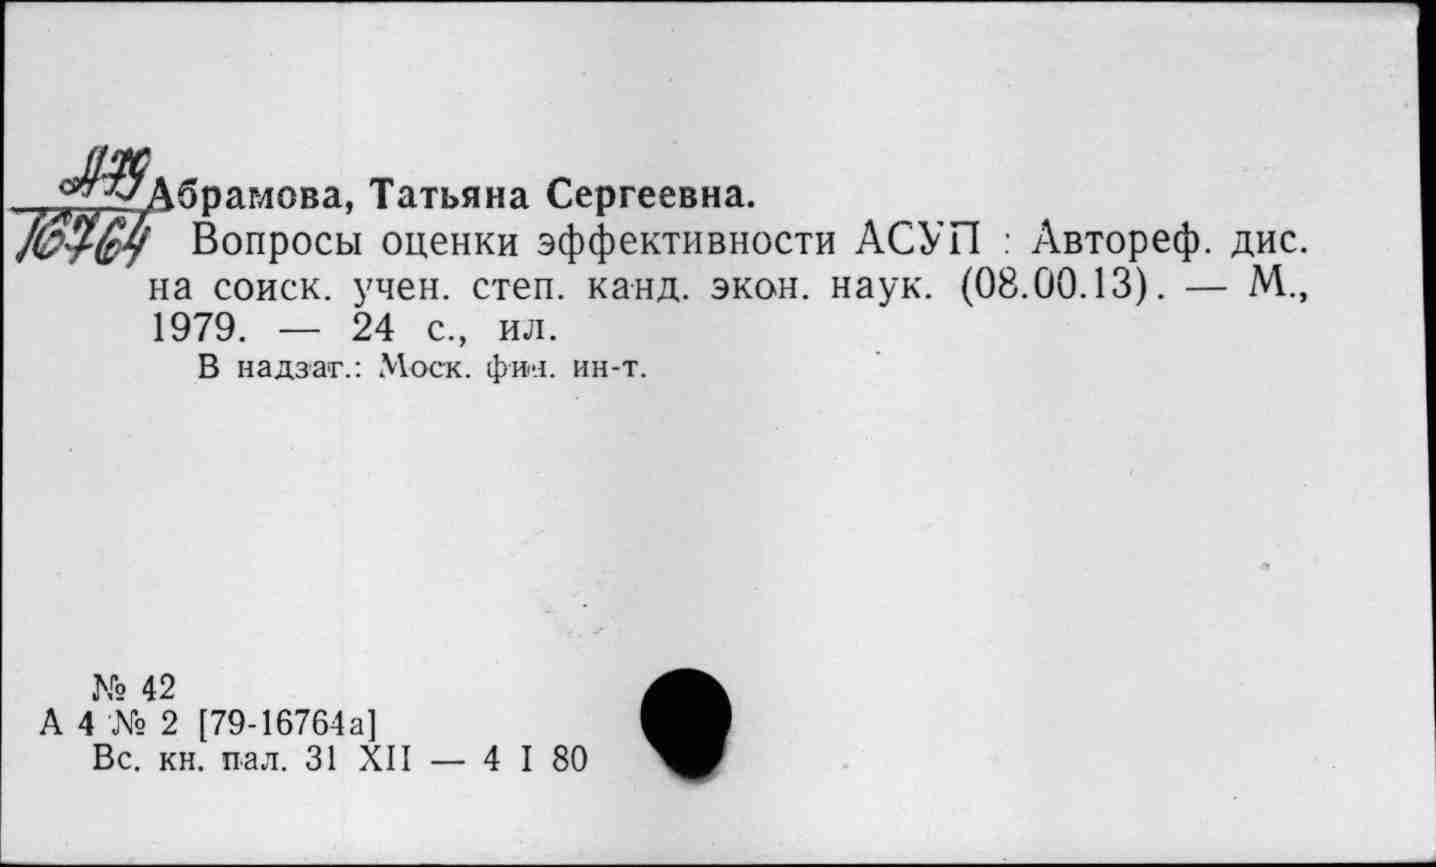 Абрамова, Татьяна Сергеевна.
16764 Вопросы оценки эффективности АСУП : Автореф. дис.
на соиск. учен. степ. канд. экон. наук. (08.00.13). — М.,
1979. — 24 с., ил.
В надзаг.: Моск. фин. ин-т.
№ 42
А 4 № 2 [79-16764а]
Вс. кн. пал. 31 XII — 4 I 80